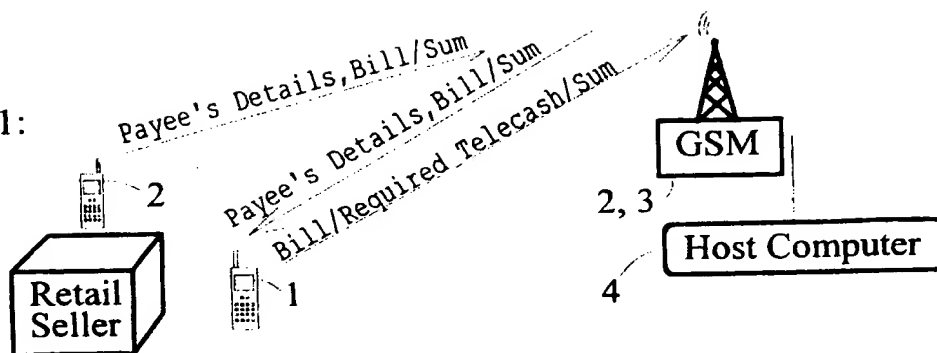 Payee's Details,Bill/Sum
Payee's Details,Bill/Sum
Bill/Required Telecash/Sum
1:
2
GSM
2, 3
Host Computer
4
1
Retail
Seller